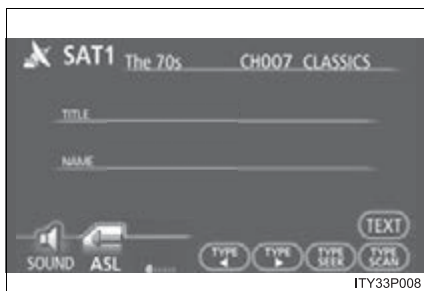 SAT1 The 70s CH007 CLASSICS
TITLE
NAME
TEXT
SOUND ASL TYPE TYPE TYPE SEEK TYPE SCAN
ITY33P008